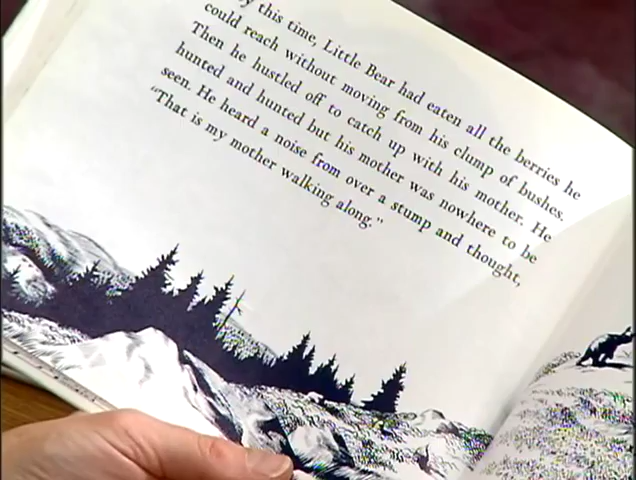 By this time, Little Bear had eaten all the berries he
could reach without moving from his clump of bushes.
Then he hustled off to catch up with his mother. He
hunted and hunted but his mother was nowhere to be
seen. He heard a noise from over a stump and thought,
"That is my mother walking along."